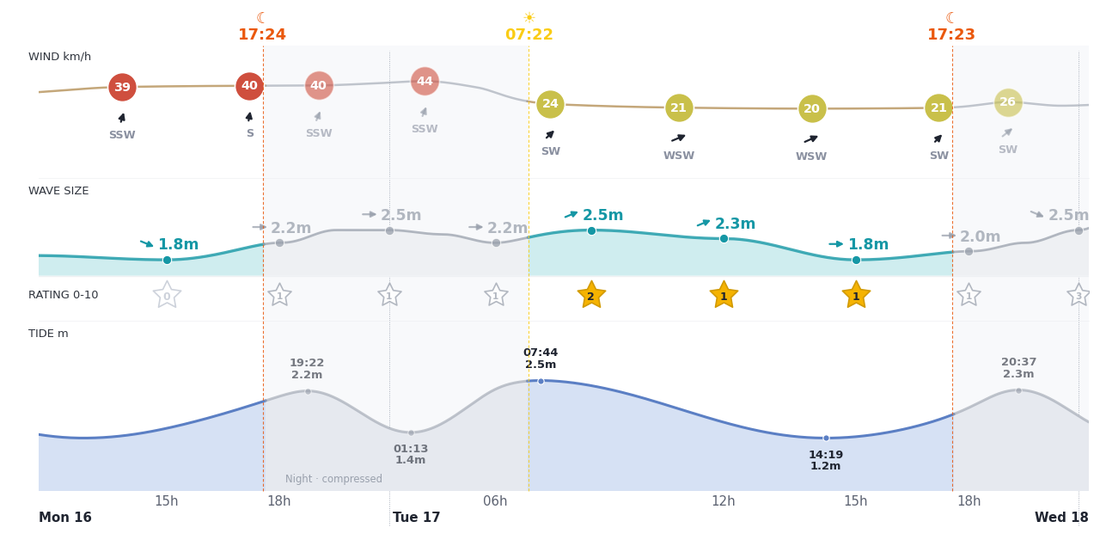 17:24 07:22 17:23
WIND km/h
39 40 40 44 24 21 20 21 26
SSW S SSW SSW SW WSW WSW SW SW
WAVE SIZE
1.8m 2.2m 2.5m 2.2m 2.5m 2.3m 1.8m 2.0m 2.5m
RATING 0-10
0 1 1 1 2 1 1 1 3
TIDE m
19:22 07:44 20:37
2.2m 2.5m 2.3m
01:13 14:19
1.4m 1.2m
Night · compressed
15h 18h 06h 12h 15h 18h
Mon 16 Tue 17 Wed 18